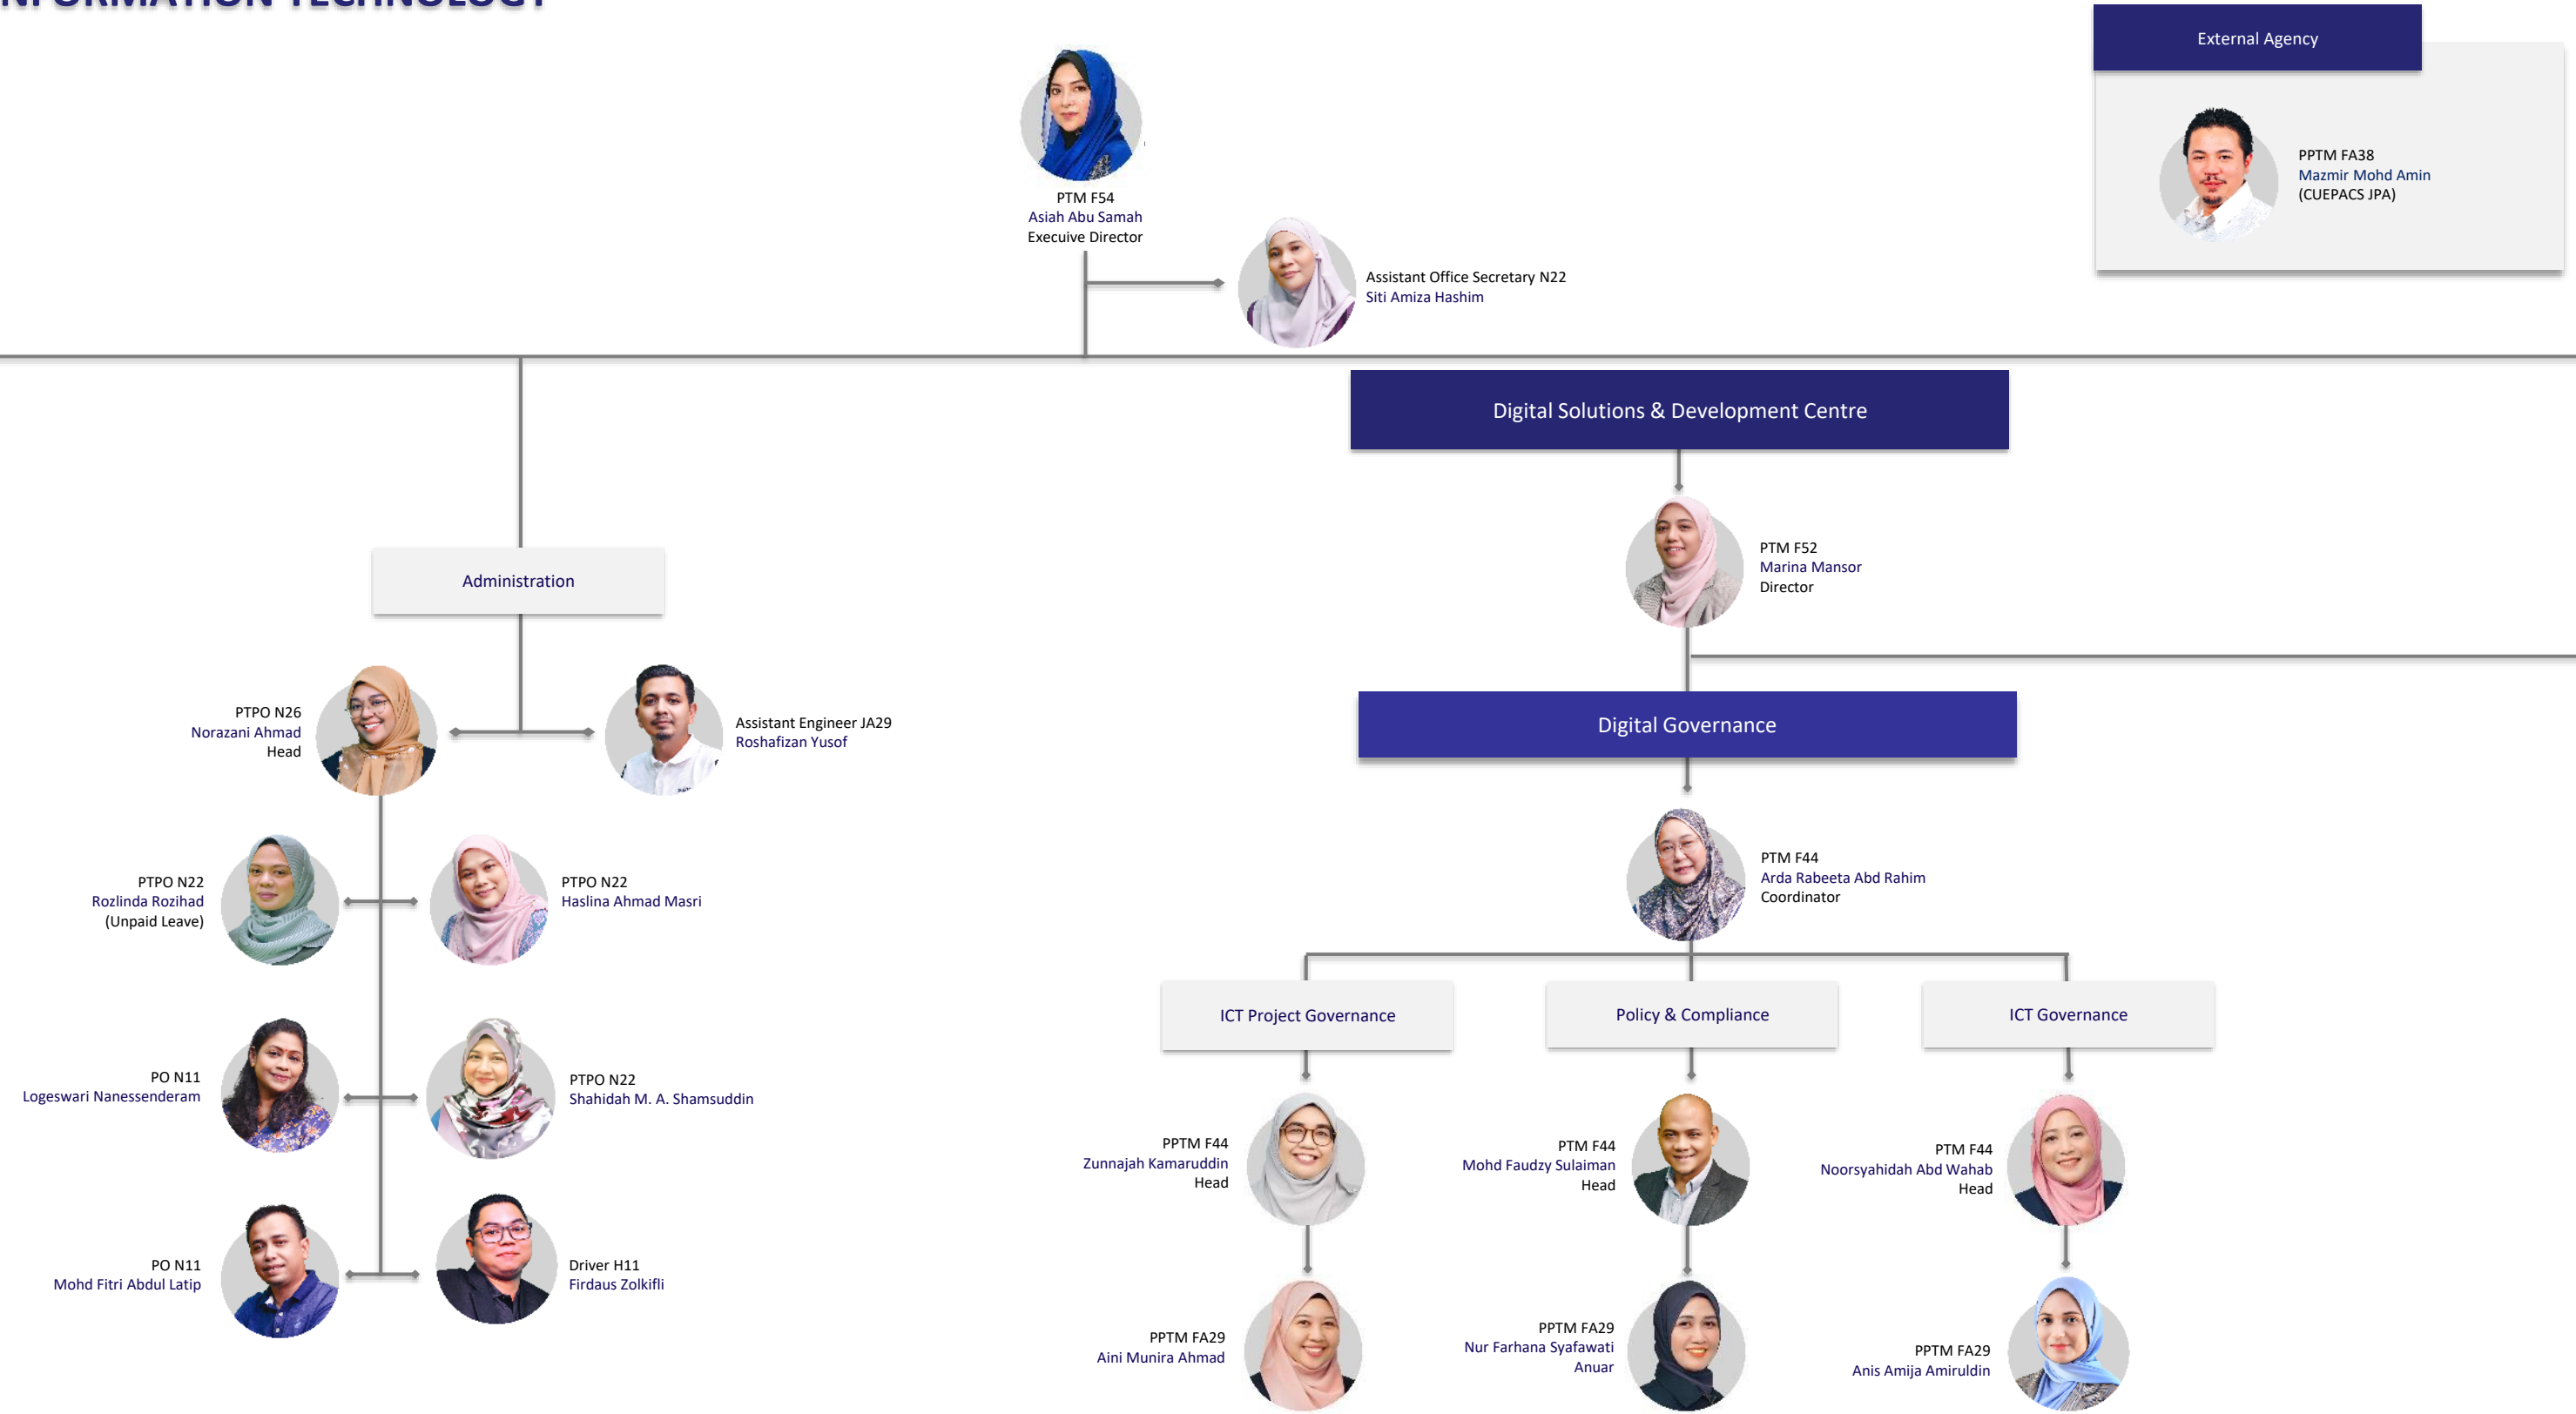 INFORMATION TECHNOLOGY
External Agency
PPTM FA38
Mazmir Mohd Amin
(CUEPACS JPA)
PTM F54
Asiah Abu Samah
Execuive Director
Assistant Office Secretary N22
Siti Amiza Hashim
Digital Solutions & Development Centre
PTM F52
Marina Mansor
Director
Administration
PTPO N26
Norazani Ahmad
Head
Assistant Engineer JA29
Roshafizan Yusof
PTPO N22
Rozlinda Rozihad
(Unpaid Leave)
PTPO N22
Haslina Ahmad Masri
PO N11
Logeswari Nanessenderam
PTPO N22
Shahidah M. A. Shamsuddin
PO N11
Mohd Fitri Abdul Latip
Driver H11
Firdaus Zolkifli
Digital Governance
PTM F44
Arda Rabeeta Abd Rahim
Coordinator
ICT Project Governance
Policy & Compliance
ICT Governance
PPTM F44
Zunnajah Kamaruddin
Head
PTM F44
Mohd Faudzy Sulaiman
Head
PTM F44
Noorsyahidah Abd Wahab
Head
PPTM FA29
Aini Munira Ahmad
PPTM FA29
Nur Farhana Syafawati
Anuar
PPTM FA29
Anis Amija Amiruldin